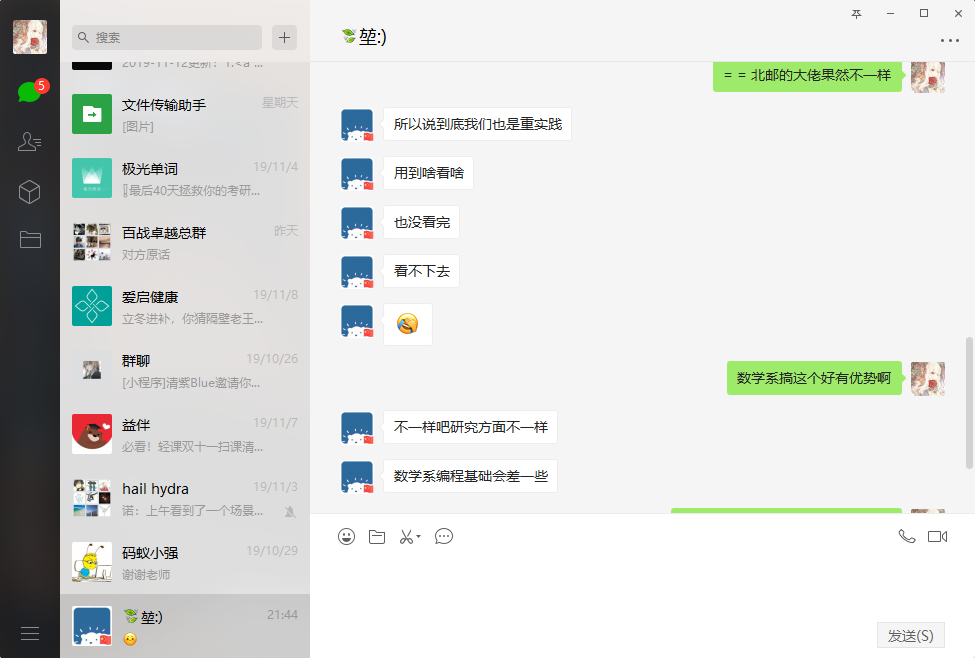 5
搜索
2019-11-12更新：1.<a ...
文件传输助手
星期天
[图片]
极光单词
19/11/4
最后40天拯救你的考研...
百战卓越总群
昨天
对方原话
爱启健康
19/11/8
立冬进补，你猜隔壁老王...
群聊
19/10/26
[小程序]清紫Blue邀请你...
益伴
19/11/7
必看！轻课双十一扫课清...
hail hydra
19/11/3
诺：上午看到了一个场景...
码蚁小强
19/10/29
谢谢老师
堃:)
21:44
堃:)
= = 北邮的大佬果然不一样
所以说到底我们也是重实践
用到啥看啥
也没看完
看不下去
数学系搞这个好有优势啊
不一样吧研究方面不一样
数学系编程基础会差一些
发送(S)